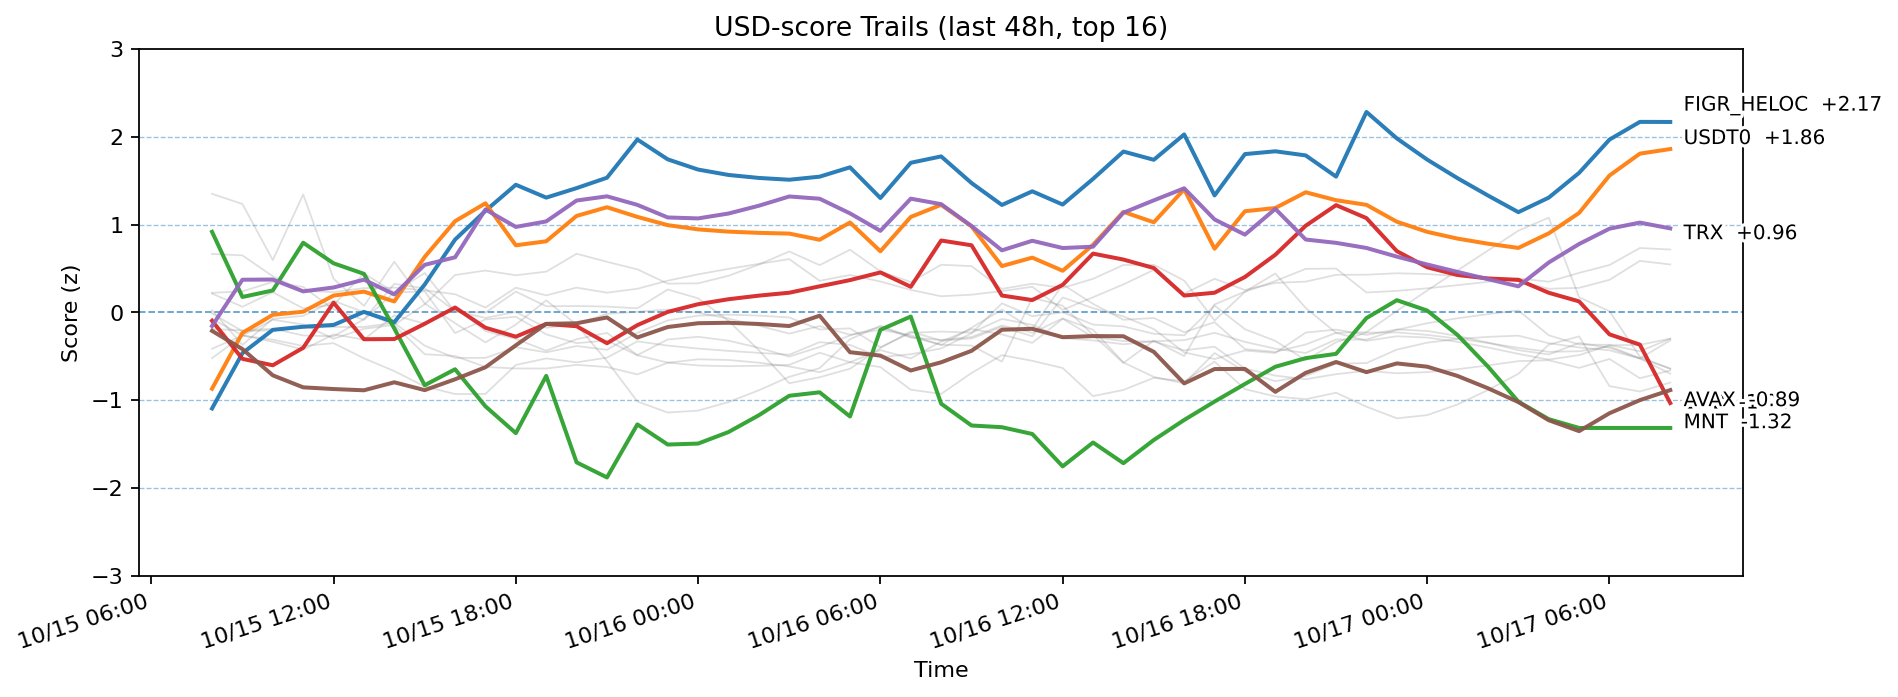 USD-score Trails (last 48h, top 16)
Score (z)
3
2
1
0
−1
−2
−3
FIGR_HELOC +2.17
USDT0 +1.86
TRX +0.96
AVAX -0.89
MNT -1.32
10/15 06:00
10/15 12:00
10/15 18:00
10/16 00:00
10/16 06:00
10/16 12:00
10/16 18:00
10/17 00:00
10/17 06:00
Time